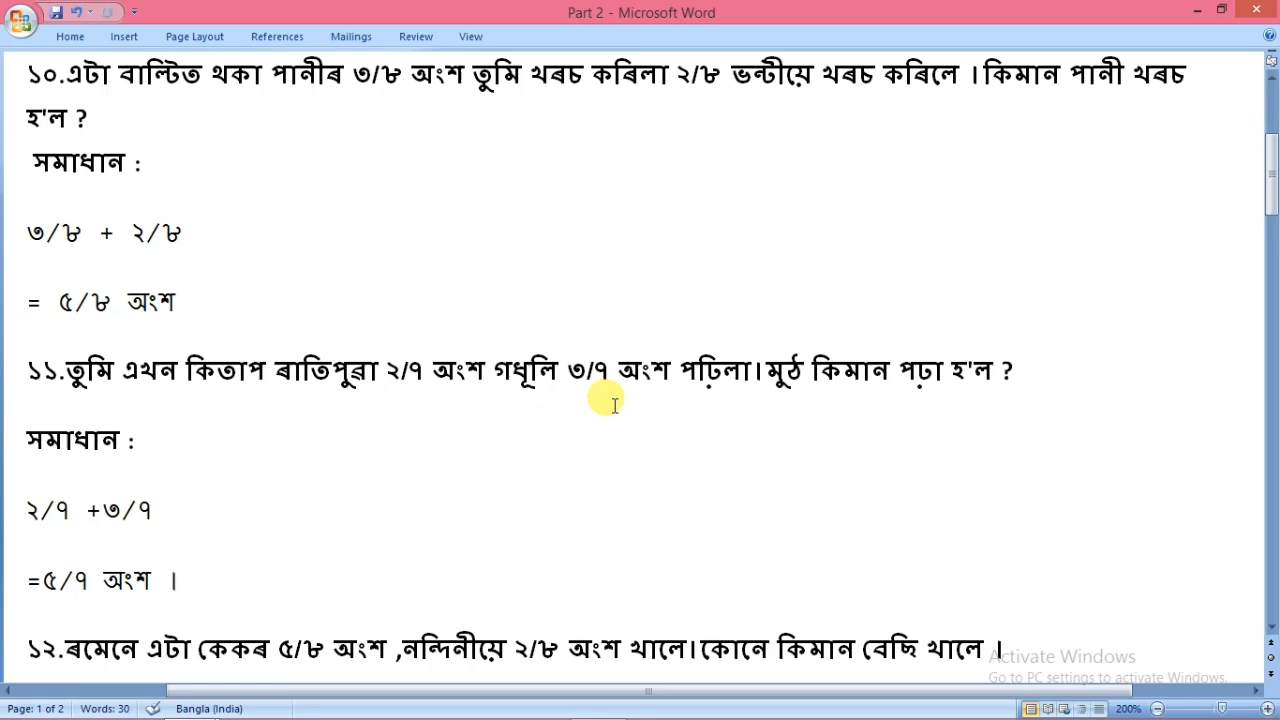 Part 2 - Microsoft Word
Home Insert Page Layout References Mailings Review View
১০.এটা বাল্টিত থকা পানীৰ ৩/৮ অংশ তুমি খৰচ কৰিলা ২/৮ ভন্টীয়ে খৰচ কৰিলে । কিমান পানী খৰচ
হ'ল ?
সমাধান :
৩/৮ + ২/৮
= ৫/৮ অংশ
১১.তুমি এখন কিতাপ ৰাতিপুৱা ২/৭ অংশ গধূলি ৩/৭ অংশ পঢ়িলা। মুঠ কিমান পঢ়া হ'ল ?
সমাধান :
২/৭ +৩/৭
=৫/৭ অংশ ।
১২.ৰমেনে এটা কেকৰ ৫/৮ অংশ ,নন্দিনীয়ে ২/৮ অংশ খালে। কোনে কিমান বেছি খালে ।
Activate Windows
Go to PC settings to activate Windows.
Page: 1 of 2 Words: 30 Bangla (India) 200%